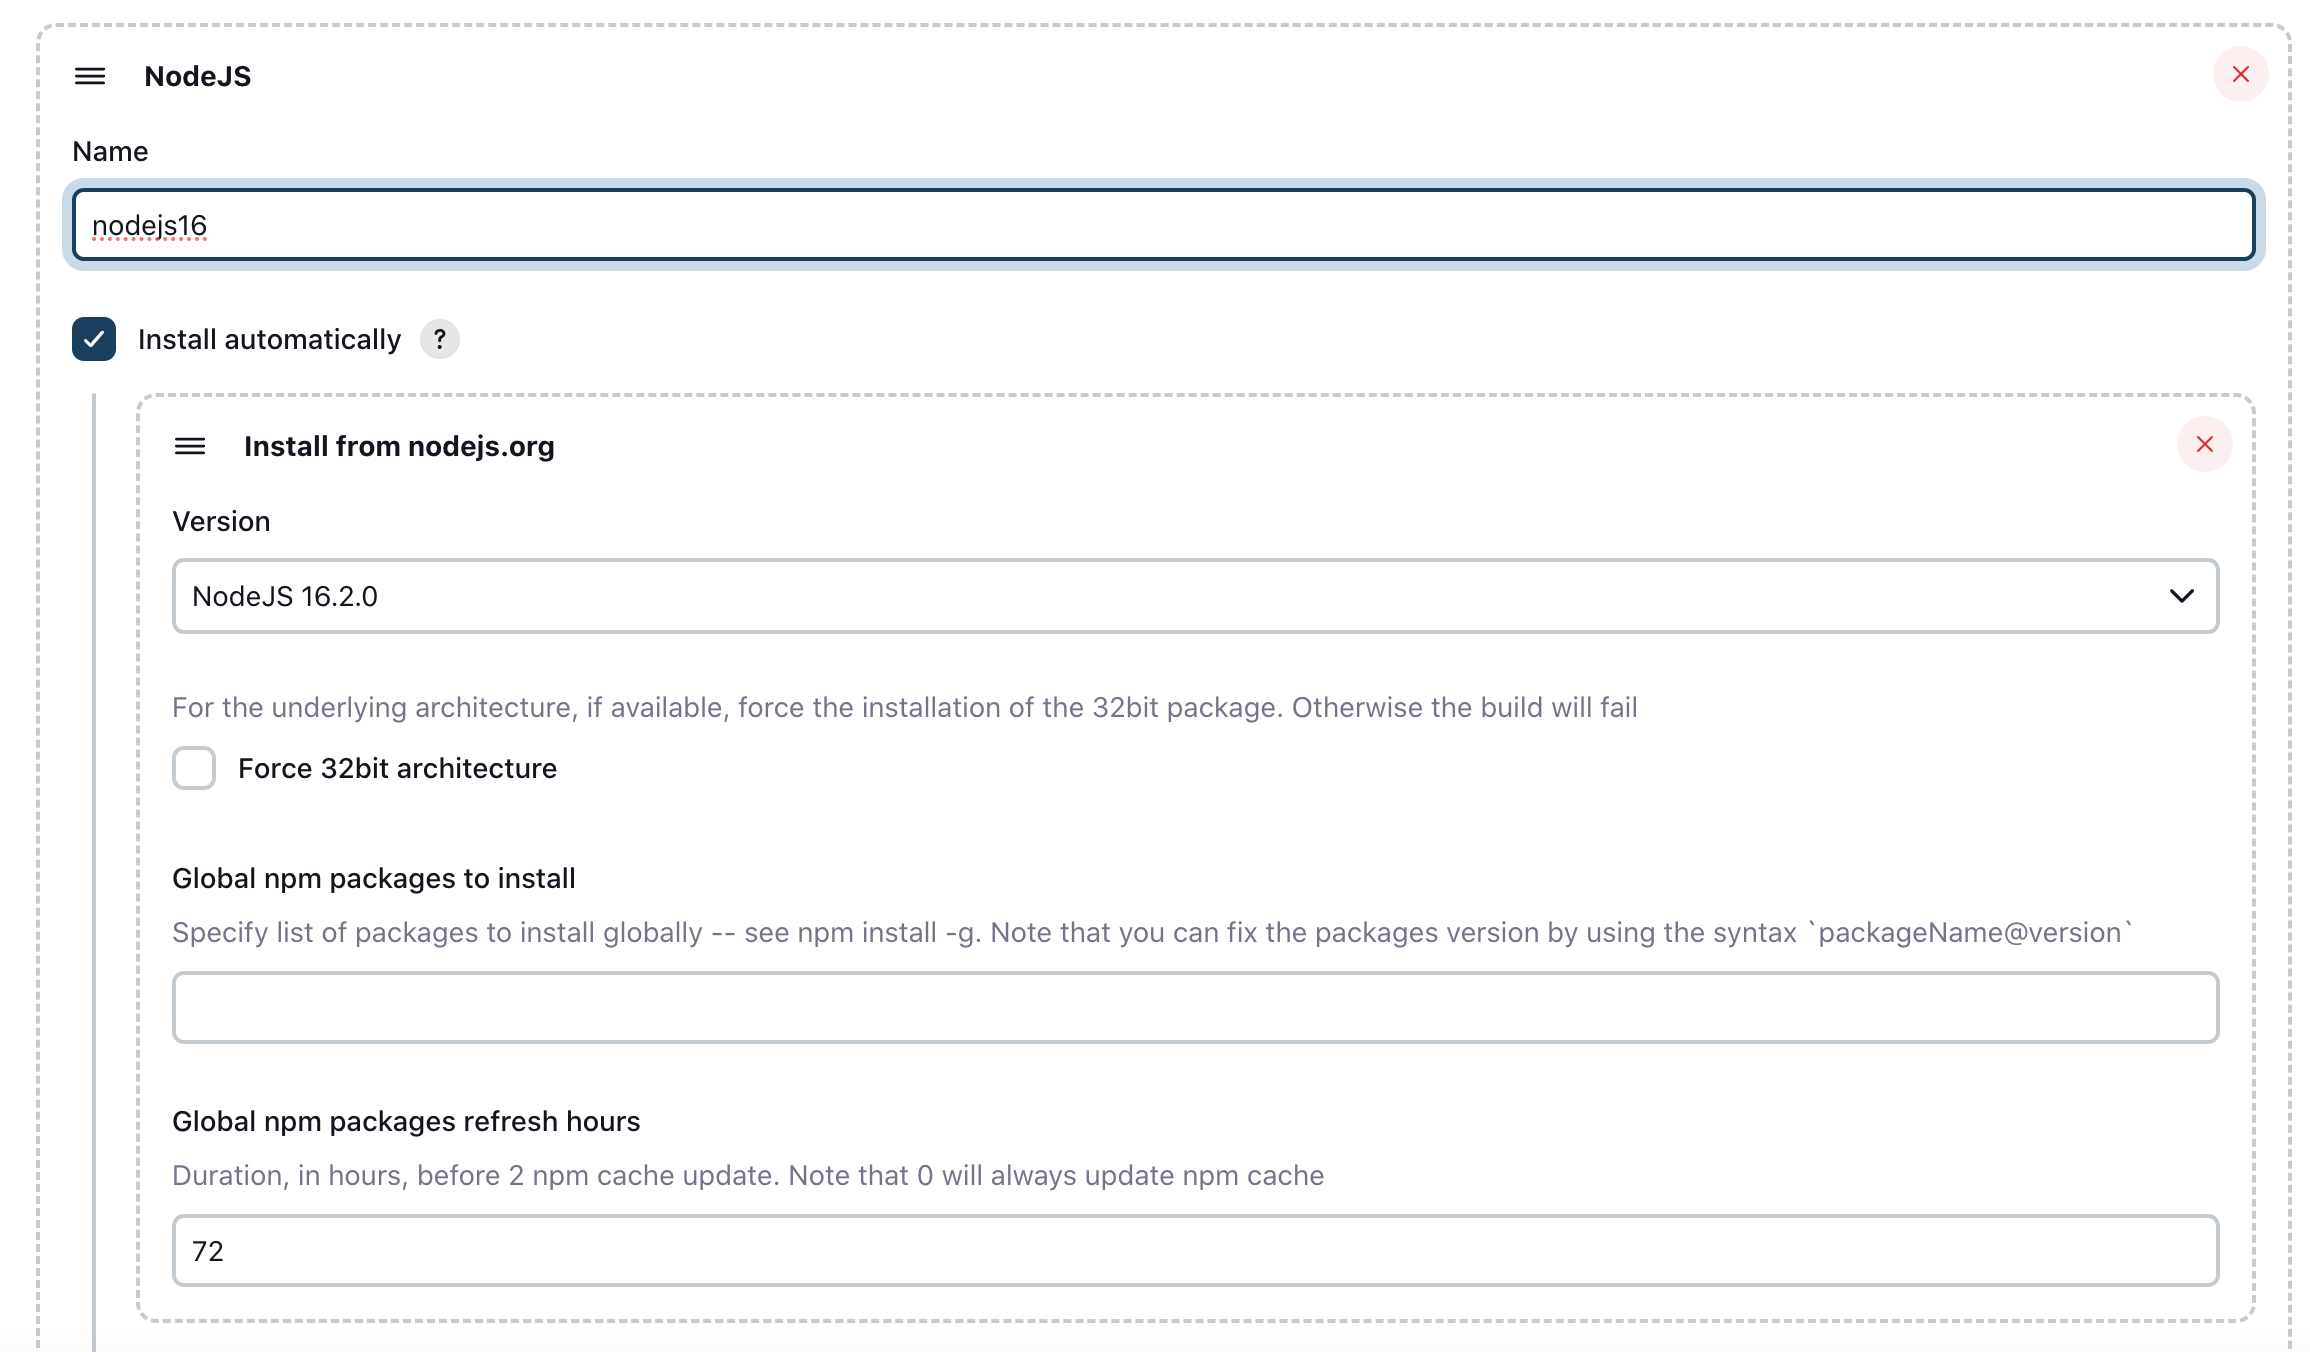 NodeJS
Name
nodejs16
Install automatically ?
Install from nodejs.org
Version
NodeJS 16.2.0
For the underlying architecture, if available, force the installation of the 32bit package. Otherwise the build will fail
Force 32bit architecture
Global npm packages to install
Specify list of packages to install globally -- see npm install -g. Note that you can fix the packages version by using the syntax `packageName@version`
Global npm packages refresh hours
Duration, in hours, before 2 npm cache update. Note that 0 will always update npm cache
72